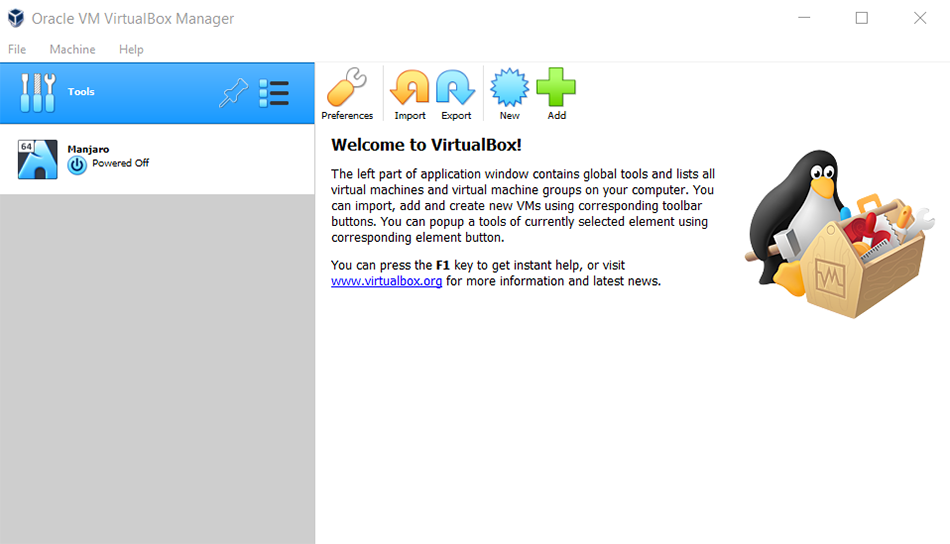 Oracle VM VirtualBox Manager
File Machine Help
Tools
64
Manjaro
Powered Off
Preferences Import Export New Add
Welcome to VirtualBox!
The left part of application window contains global tools and lists all
virtual machines and virtual machine groups on your computer. You
can import, add and create new VMs using corresponding toolbar
buttons. You can popup a tools of currently selected element using
corresponding element button.
You can press the F1 key to get instant help, or visit
www.virtualbox.org for more information and latest news.
VM